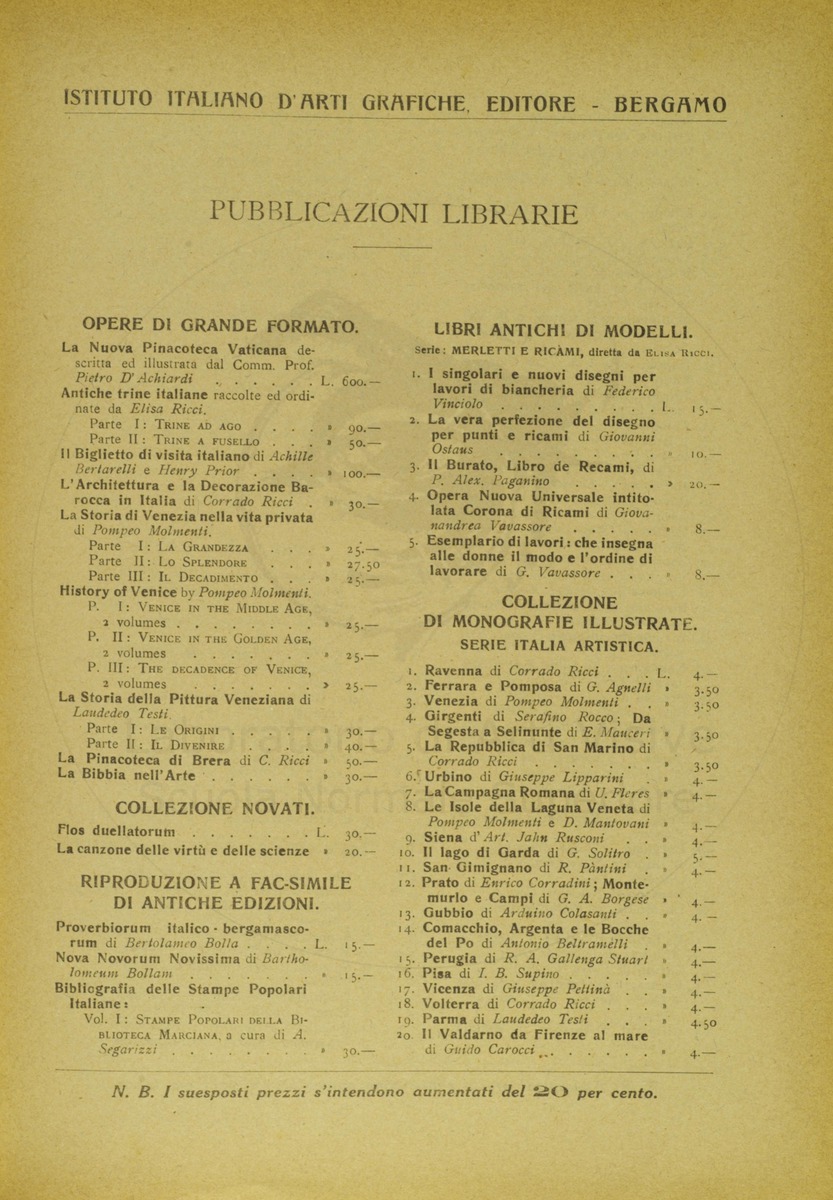 ISTITUTO ITALIANO D'ARTI GRAFICHE, EDITORE - BERGAMO
PUBBLICAZIONI LIBRARIE
OPERE DI GRANDE FORMATO.
La Nuova Pinacoteca Vaticana de-
scritta ed illustrata dal Comm. Prof.
Pietro D'Achiardi . . . . . . L. 600.—
Antiche trine italiane raccolte ed ordi-
nate da Elisa Ricci.
Parte I: TRINE AD AGO . . . . » 90.—
Parte II: TRINE A FUSELLO . . . » 50.—
Il Biglietto di visita italiano di Achille
Bertarelli e Henry Prior . . . . » 100.—
L'Architettura e la Decorazione Ba-
rocca in Italia di Corrado Ricci . » 30.—
La Storia di Venezia nella vita privata
di Pompeo Molmenti.
Parte I: LA GRANDEZZA . . . » 25.—
Parte II: LO SPLENDORE . . . » 27.50
Parte III: IL DECADIMENTO . . . » 25.—
History of Venice by Pompeo Molmenti.
P. I: VENICE IN THE MIDDLE AGE,
2 volumes . . . . . . . » 25.—
P. II: VENICE IN THE GOLDEN AGE,
2 volumes . . . . . . . » 25.—
P. III: THE DECADENCE OF VENICE,
2 volumes . . . . . . » 25.—
La Storia della Pittura Veneziana di
Laudedeo Testi.
Parte I: LE ORIGINI . . . . . » 30.—
Parte II: IL DIVENIRE . . . . » 40.—
La Pinacoteca di Brera di C. Ricci » 50.—
La Bibbia nell'Arte . . . . . . » 30.—
COLLEZIONE NOVATI.
Flos duellatorum . . . . . . . L. 30.—
La canzone delle virtù e delle scienze » 20.—
RIPRODUZIONE A FAC-SIMILE
DI ANTICHE EDIZIONI.
Proverbiorum italico - bergamasco-
rum di Bertolameo Bolla . . . . L. 15.—
Nova Novorum Novissima di Bartho-
lomeum Bollam . . . . . . . » 15.—
Bibliografia delle Stampe Popolari
Italiane:
Vol. I: STAMPE POPOLARI DELLA BI-
BLIOTECA MARCIANA, a cura di A.
Segarizzi . . . . . . . . » 30.—
LIBRI ANTICHI DI MODELLI.
Serie: MERLETTI E RICÀMI, diretta da ELISA RICCI.
1. I singolari e nuovi disegni per
lavori di biancheria di Federico
Vinciolo . . . . . . . . . L. 15.—
2. La vera perfezione del disegno
per punti e ricami di Giovanni
Ostaus . . . . . . . . . » 10.—
3. Il Burato, Libro de Recami, di
P. Alex. Paganino . . . . . » 20.—
4. Opera Nuova Universale intito-
lata Corona di Ricami di Giova-
nandrea Vavassore . . . . . » 8.—
5. Esemplario di lavori: che insegna
alle donne il modo e l'ordine di
lavorare di G. Vavassore . . . » 8.—
COLLEZIONE
DI MONOGRAFIE ILLUSTRATE.
SERIE ITALIA ARTISTICA.
1. Ravenna di Corrado Ricci . . . L. 4.—
2. Ferrara e Pomposa di G. Agnelli » 3.50
3. Venezia di Pompeo Molmenti . . » 3.50
4. Girgenti di Serafino Rocco; Da
Segesta a Selinunte di E. Mauceri » 3.50
5. La Repubblica di San Marino di
Corrado Ricci . . . . . . . » 3.50
6. Urbino di Giuseppe Lipparini . » 4.—
7. La Campagna Romana di U. Fleres » 4.—
8. Le Isole della Laguna Veneta di
Pompeo Molmenti e D. Mantovani » 4.—
9. Siena d'Art. Jahn Rusconi . . » 4.—
10. Il lago di Garda di G. Solitro . » 5.—
11. San Gimignano di R. Pàntini . » 4.—
12. Prato di Enrico Corradini; Monte-
murlo e Campi di G. A. Borgese » 4.—
13. Gubbio di Arduino Colasanti . . » 4.—
14. Comacchio, Argenta e le Bocche
del Po di Antonio Beltramelli . » 4.—
15. Perugia di R. A. Gallenga Stuart » 4.—
16. Pisa di I. B. Supino . . . . . » 4.—
17. Vicenza di Giuseppe Pettinà . . » 4.—
18. Volterra di Corrado Ricci . . . » 4.—
19. Parma di Laudedeo Testi . . . » 4.50
20. Il Valdarno da Firenze al mare
di Guido Carocci . . . . . . . » 4.—
N. B. I suesposti prezzi s'intendono aumentati del 20 per cento.